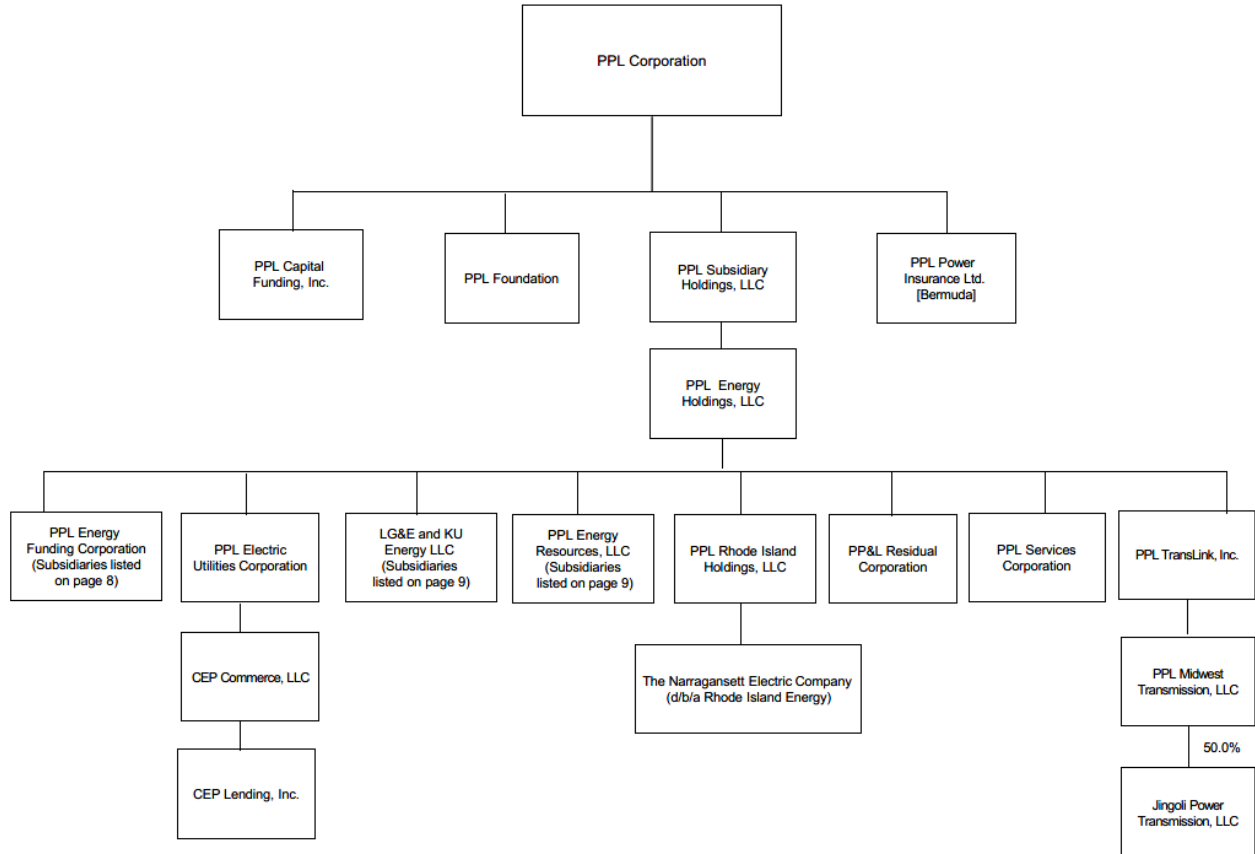 PPL Corporation
PPL Capital
Funding, Inc.
PPL Foundation
PPL Subsidiary
Holdings, LLC
PPL Power
Insurance Ltd.
[Bermuda]
PPL Energy
Holdings, LLC
PPL Energy
Funding Corporation
(Subsidiaries listed
on page 8)
PPL Electric
Utilities Corporation
LG&E and KU
Energy LLC
(Subsidiaries
listed on page 9)
PPL Energy
Resources, LLC
(Subsidiaries
listed on page 9)
PPL Rhode Island
Holdings, LLC
PP&L Residual
Corporation
PPL Services
Corporation
PPL TransLink, Inc.
CEP Commerce, LLC
The Narragansett Electric Company
(d/b/a Rhode Island Energy)
PPL Midwest
Transmission, LLC
50.0%
CEP Lending, Inc.
Jingoli Power
Transmission, LLC